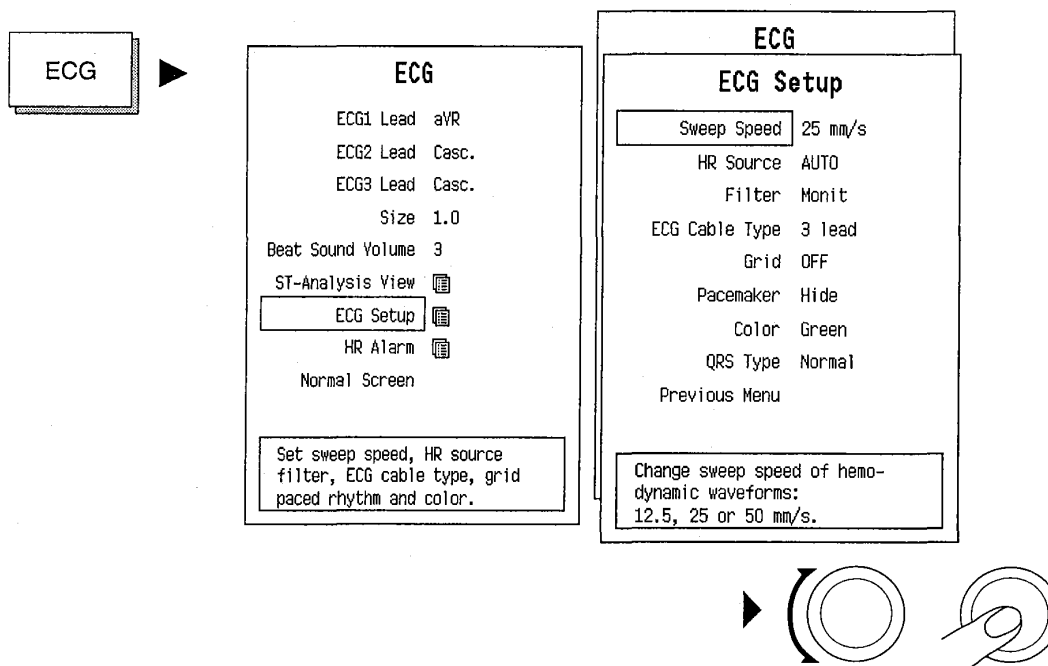 ECG
ECG
ECG1 Lead aVR
ECG2 Lead Casc.
ECG3 Lead Casc.
Size 1.0
Beat Sound Volume 3
ST-Analysis View
ECG Setup
HR Alarm
Normal Screen
Set sweep speed, HR source
filter, ECG cable type, grid
paced rhythm and color.
ECG
ECG Setup
Sweep Speed 25 mm/s
HR Source AUTO
Filter Monit
ECG Cable Type 3 lead
Grid OFF
Pacemaker Hide
Color Green
QRS Type Normal
Previous Menu
Change sweep speed of hemo-
dynamic waveforms:
12.5, 25 or 50 mm/s.